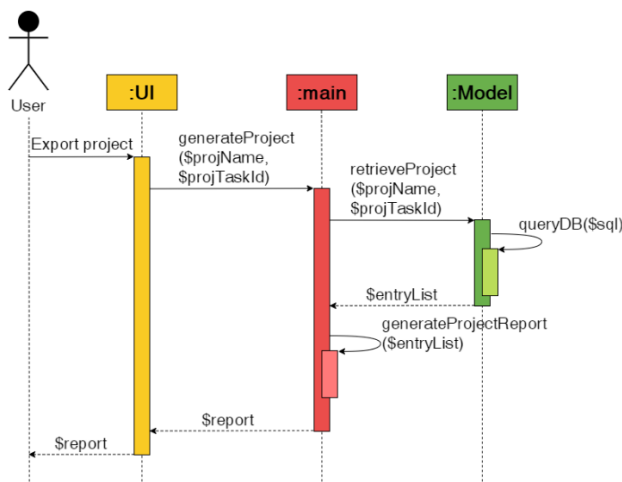 User
:UI
:main
:Model
Export project
generateProject
($projName,
$projTaskId)
retrieveProject
($projName,
$projTaskId)
queryDB($sql)
$entryList
generateProjectReport
($entryList)
$report
$report